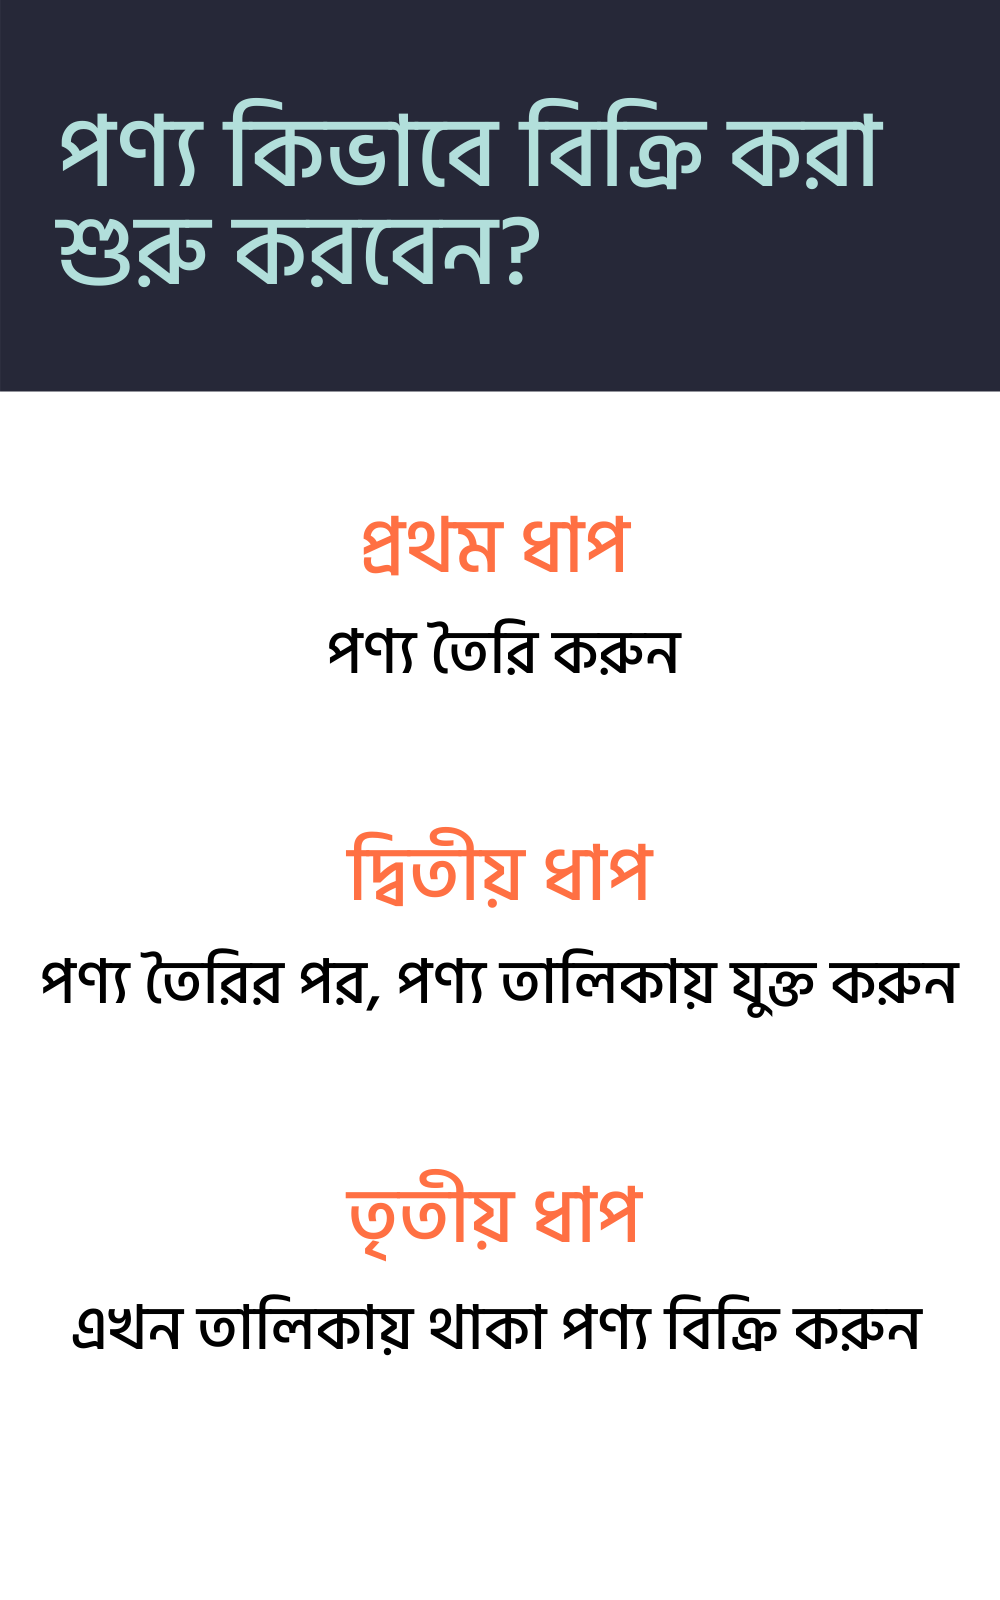 পণ্য কিভাবে বিক্রি করা
শুরু করবেন?
প্রথম ধাপ
পণ্য তৈরি করুন
দ্বিতীয় ধাপ
পণ্য তৈরির পর, পণ্য তালিকায় যুক্ত করুন
তৃতীয় ধাপ
এখন তালিকায় থাকা পণ্য বিক্রি করুন